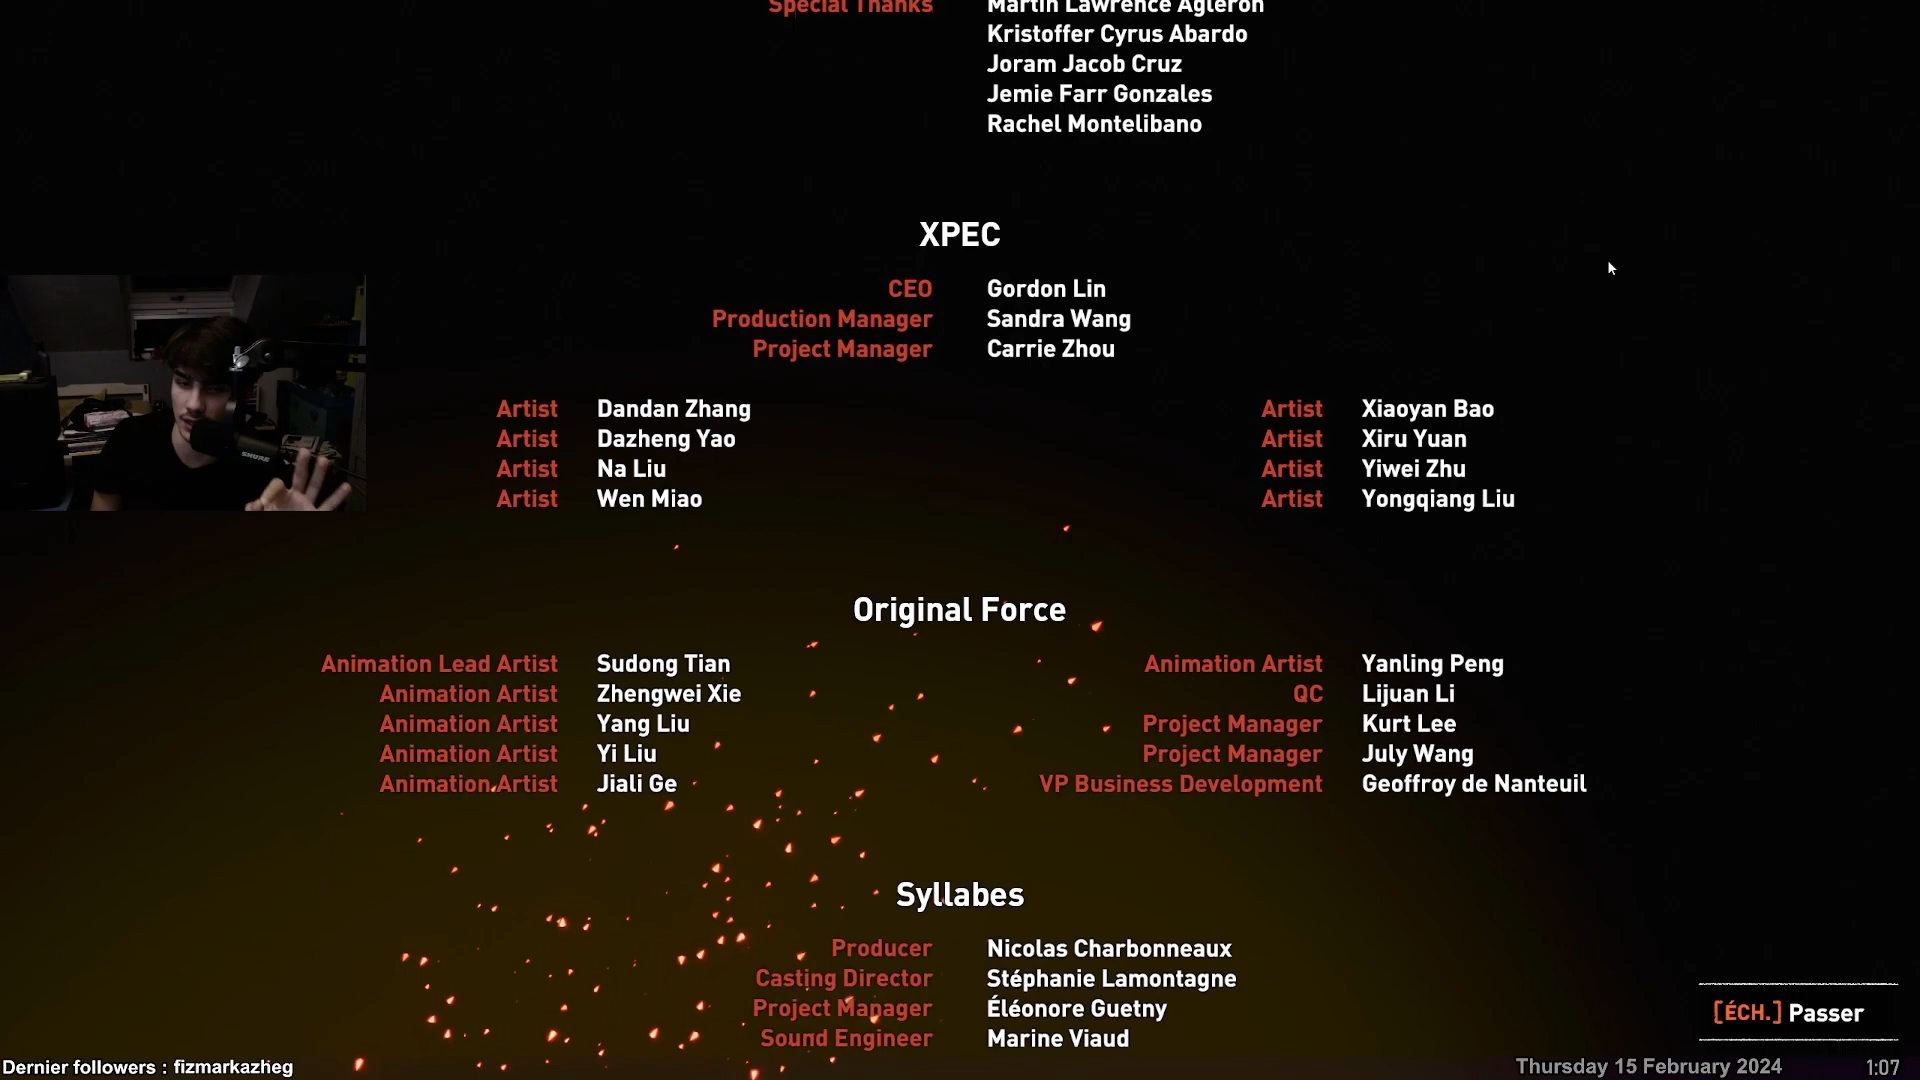 Special Thanks Martin Lawrence Agleron
Kristoffer Cyrus Abardo
Joram Jacob Cruz
Jemie Farr Gonzales
Rachel Montelibano
XPEC
CEO Gordon Lin
Production Manager Sandra Wang
Project Manager Carrie Zhou
Artist Dandan Zhang Artist Xiaoyan Bao
Artist Dazheng Yao Artist Xiru Yuan
Artist Na Liu Artist Yiwei Zhu
Artist Wen Miao Artist Yongqiang Liu
SHURE
Original Force
Animation Lead Artist Sudong Tian Animation Artist Yanling Peng
Animation Artist Zhengwei Xie QC Lijuan Li
Animation Artist Yang Liu Project Manager Kurt Lee
Animation Artist Yi Liu Project Manager July Wang
Animation Artist Jiali Ge VP Business Development Geoffroy de Nanteuil
Syllabes
Producer Nicolas Charbonneaux
Casting Director Stéphanie Lamontagne
Project Manager Éléonore Guetny
Sound Engineer Marine Viaud
[ÉCH.] Passer
Dernier followers : fizmarkazheg
Thursday 15 February 2024 1:07